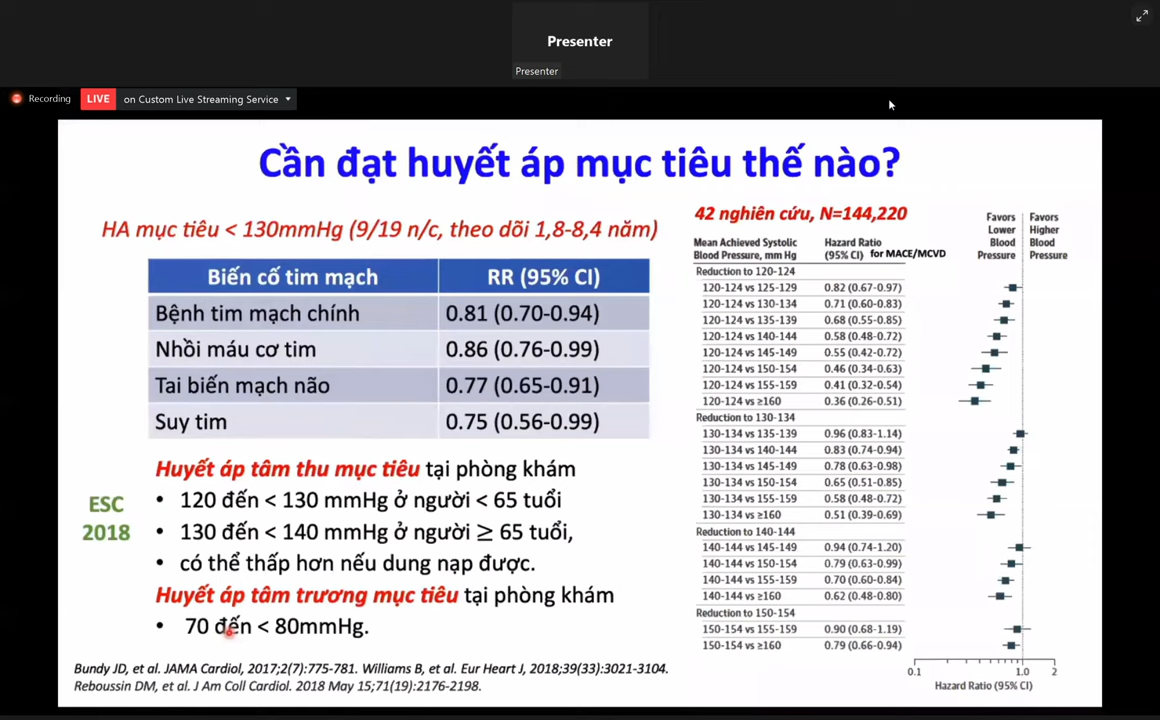 Presenter
Presenter
Recording
LIVE on Custom Live Streaming Service
Cần đạt huyết áp mục tiêu thế nào?
HA mục tiêu < 130mmHg (9/19 n/c, theo dõi 1,8-8,4 năm)
Biến cố tim mạch RR (95% CI)
Bệnh tim mạch chính 0.81 (0.70-0.94)
Nhồi máu cơ tim 0.86 (0.76-0.99)
Tai biến mạch não 0.77 (0.65-0.91)
Suy tim 0.75 (0.56-0.99)
ESC
2018
Huyết áp tâm thu mục tiêu tại phòng khám
• 120 đến < 130 mmHg ở người < 65 tuổi
• 130 đến < 140 mmHg ở người ≥ 65 tuổi,
• có thể thấp hơn nếu dung nạp được.
Huyết áp tâm trương mục tiêu tại phòng khám
• 70 đến < 80mmHg.
Bundy JD, et al. JAMA Cardiol, 2017;2(7):775-781. Williams B, et al. Eur Heart J, 2018;39(33):3021-3104.
Reboussin DM, et al. J Am Coll Cardiol. 2018 May 15;71(19):2176-2198.
42 nghiên cứu, N=144,220
Mean Achieved Systolic
Blood Pressure, mm Hg
Hazard Ratio
(95% CI) for MACE/MCVD
Favors
Lower
Blood
Pressure
Favors
Higher
Blood
Pressure
Reduction to 120-124
120-124 vs 125-129 0.82 (0.67-0.97)
120-124 vs 130-134 0.71 (0.60-0.83)
120-124 vs 135-139 0.68 (0.55-0.85)
120-124 vs 140-144 0.58 (0.48-0.72)
120-124 vs 145-149 0.55 (0.42-0.72)
120-124 vs 150-154 0.46 (0.34-0.63)
120-124 vs 155-159 0.41 (0.32-0.54)
120-124 vs ≥160 0.36 (0.26-0.51)
Reduction to 130-134
130-134 vs 135-139 0.96 (0.83-1.14)
130-134 vs 140-144 0.83 (0.74-0.94)
130-134 vs 145-149 0.78 (0.63-0.98)
130-134 vs 150-154 0.65 (0.51-0.85)
130-134 vs 155-159 0.58 (0.48-0.72)
130-134 vs ≥160 0.51 (0.39-0.69)
Reduction to 140-144
140-144 vs 145-149 0.94 (0.74-1.20)
140-144 vs 150-154 0.79 (0.63-0.99)
140-144 vs 155-159 0.70 (0.60-0.84)
140-144 vs ≥160 0.62 (0.48-0.80)
Reduction to 150-154
150-154 vs 155-159 0.90 (0.68-1.19)
150-154 vs ≥160 0.79 (0.66-0.94)
0.1 1.0 2
Hazard Ratio (95% CI)